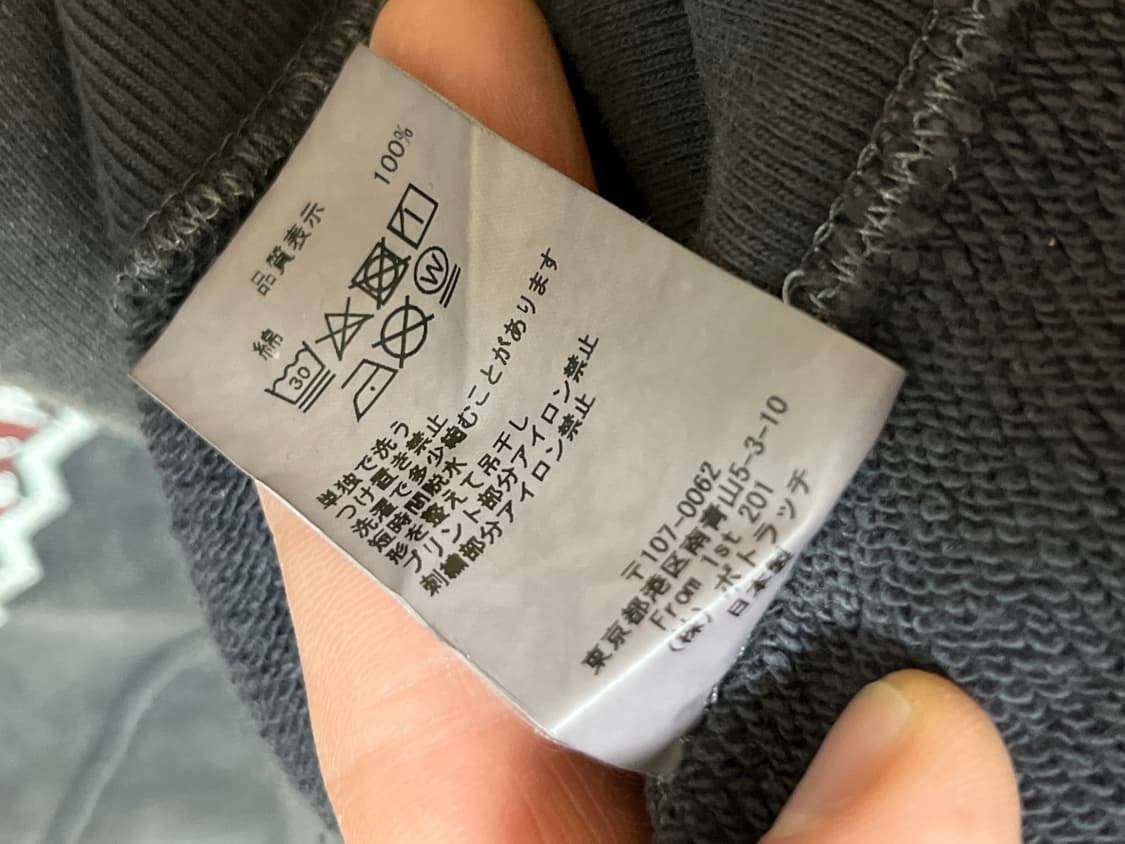 品質表示
綿 100%
30
W
単独で洗う
つけ置き禁止
洗濯で多少縮むことがあります
短時間脱水
形を整えて吊干し
プリント部分アイロン禁止
刺繍部分アイロン禁止
〒107-0062
東京都港区南青山5-3-10
From 1st 201
(株) ポトラッチ
日本製